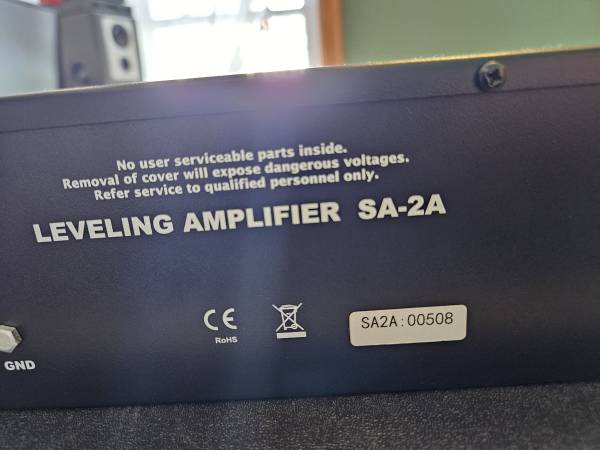 No user serviceable parts inside.
Removal of cover will expose dangerous voltages.
Refer service to qualified personnel only.
LEVELING AMPLIFIER SA-2A
CE
RoHS
SA2A:00508
GND